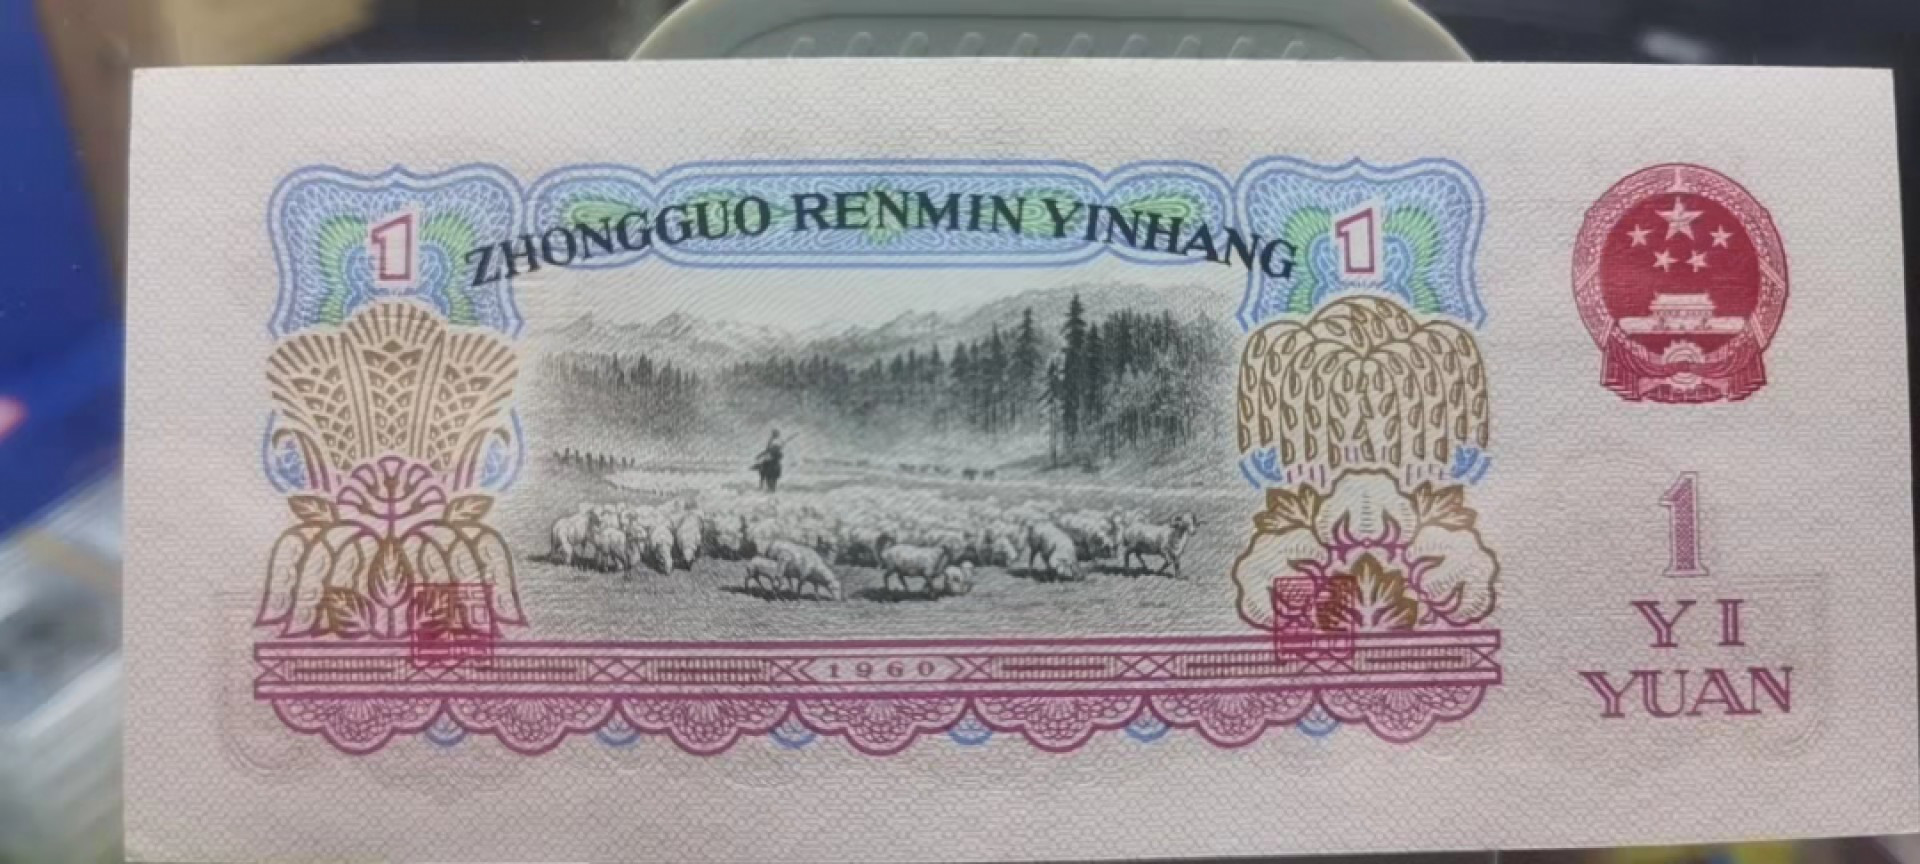 1
ZHONGGUO RENMIN YINHANG
1
1
YI
YUAN
1960